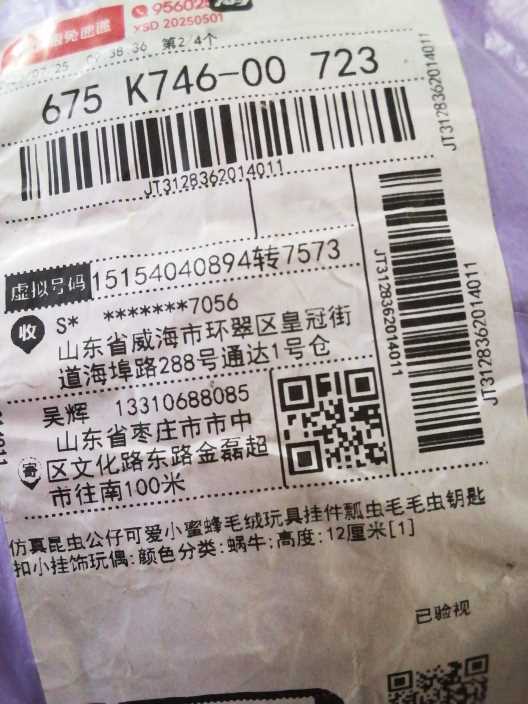 956025
YSD 20250501
第2/4个
675 K746-00 723
JT3128362014011
JT3128362014011
虚拟号码 15154040894转7573
收 S* *******7056
山东省威海市环翠区皇冠街
道海埠路288号通达1号仓
JT3128362014011
JT3128362014011
吴辉 13310688085
寄 山东省枣庄市市中
区文化路东路金磊超
市往南100米
仿真昆虫公仔可爱小蜜蜂毛绒玩具挂件瓢虫毛毛虫钥匙
扣小挂饰玩偶:颜色分类:蜗牛:高度:12厘米[1]
已验视